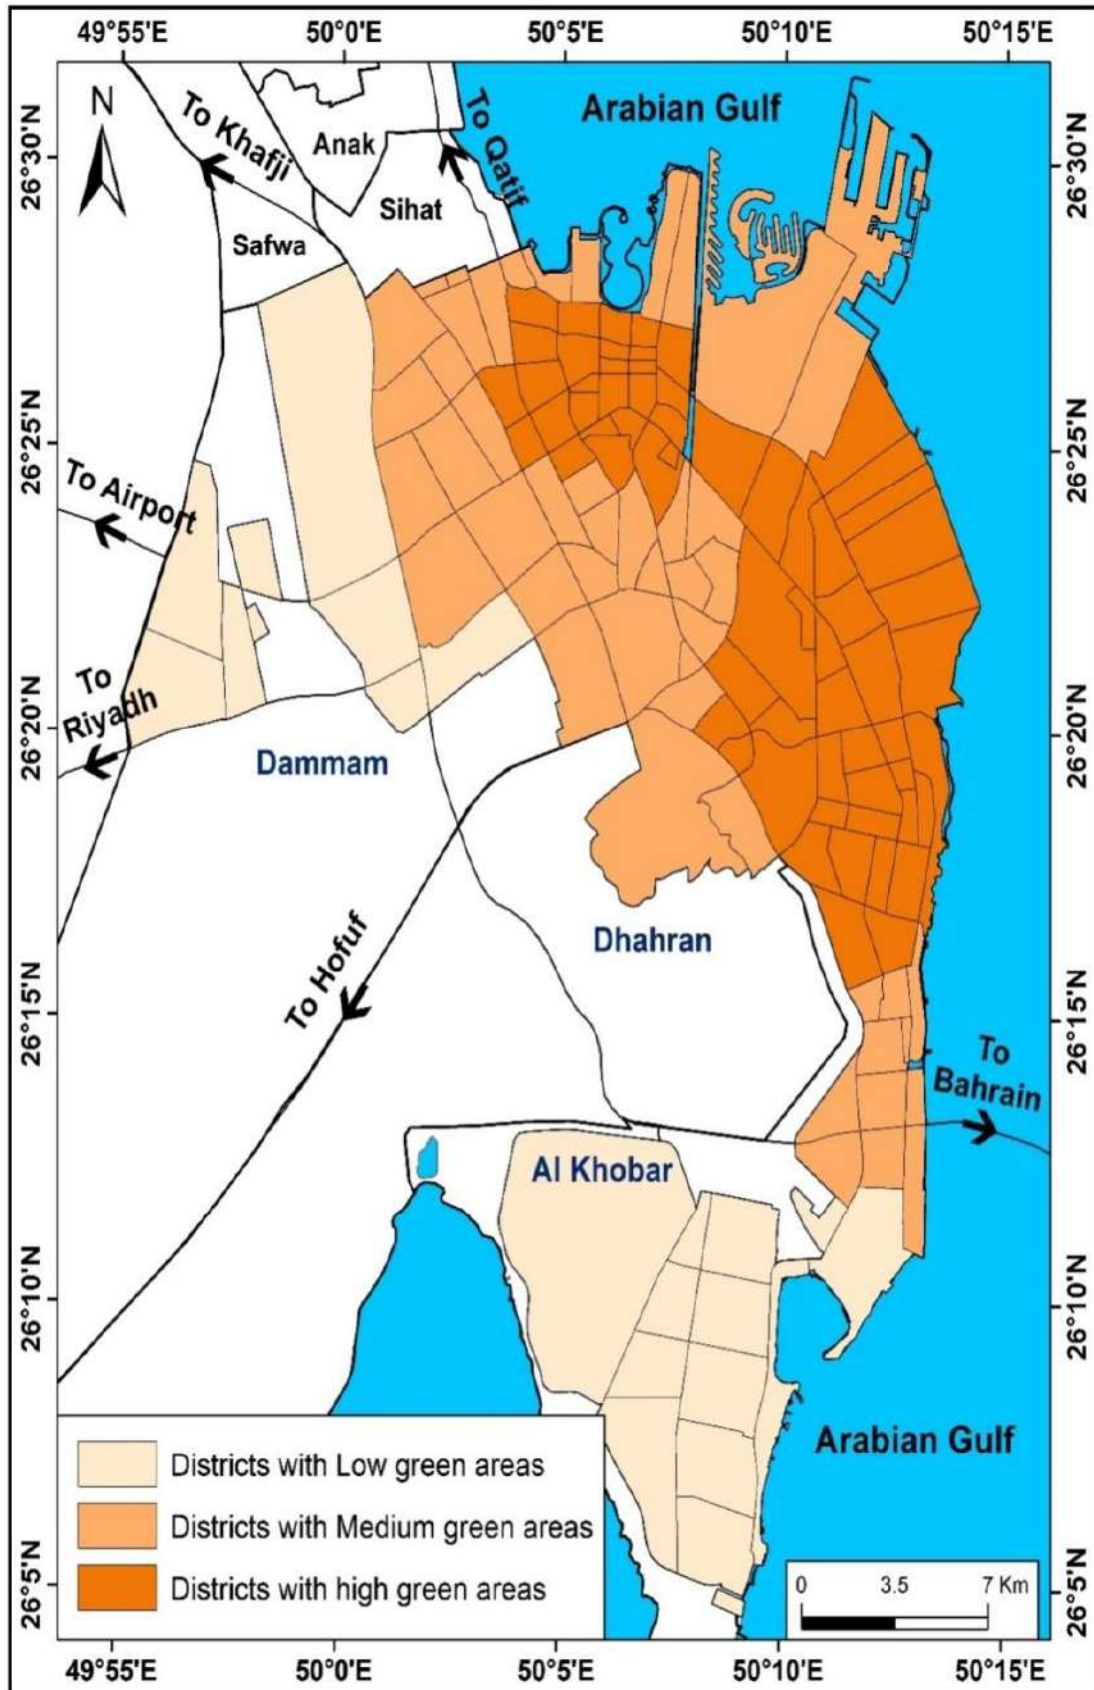 49°55'E 50°0'E 50°5'E 50°10'E 50°15'E
N
To Khafji
Anak
To Qatif
Arabian Gulf
26°30'N
26°30'N
Sihat
Safwa
26°25'N
26°25'N
To Airport
To
Riyadh
26°20'N
26°20'N
Dammam
Dhahran
To Hofuf
26°15'N
26°15'N
To
Bahrain
Al Khobar
26°10'N
26°10'N
Arabian Gulf
Districts with Low green areas
Districts with Medium green areas
Districts with high green areas
26°5'N
26°5'N
0 3.5 7 Km
49°55'E 50°0'E 50°5'E 50°10'E 50°15'E